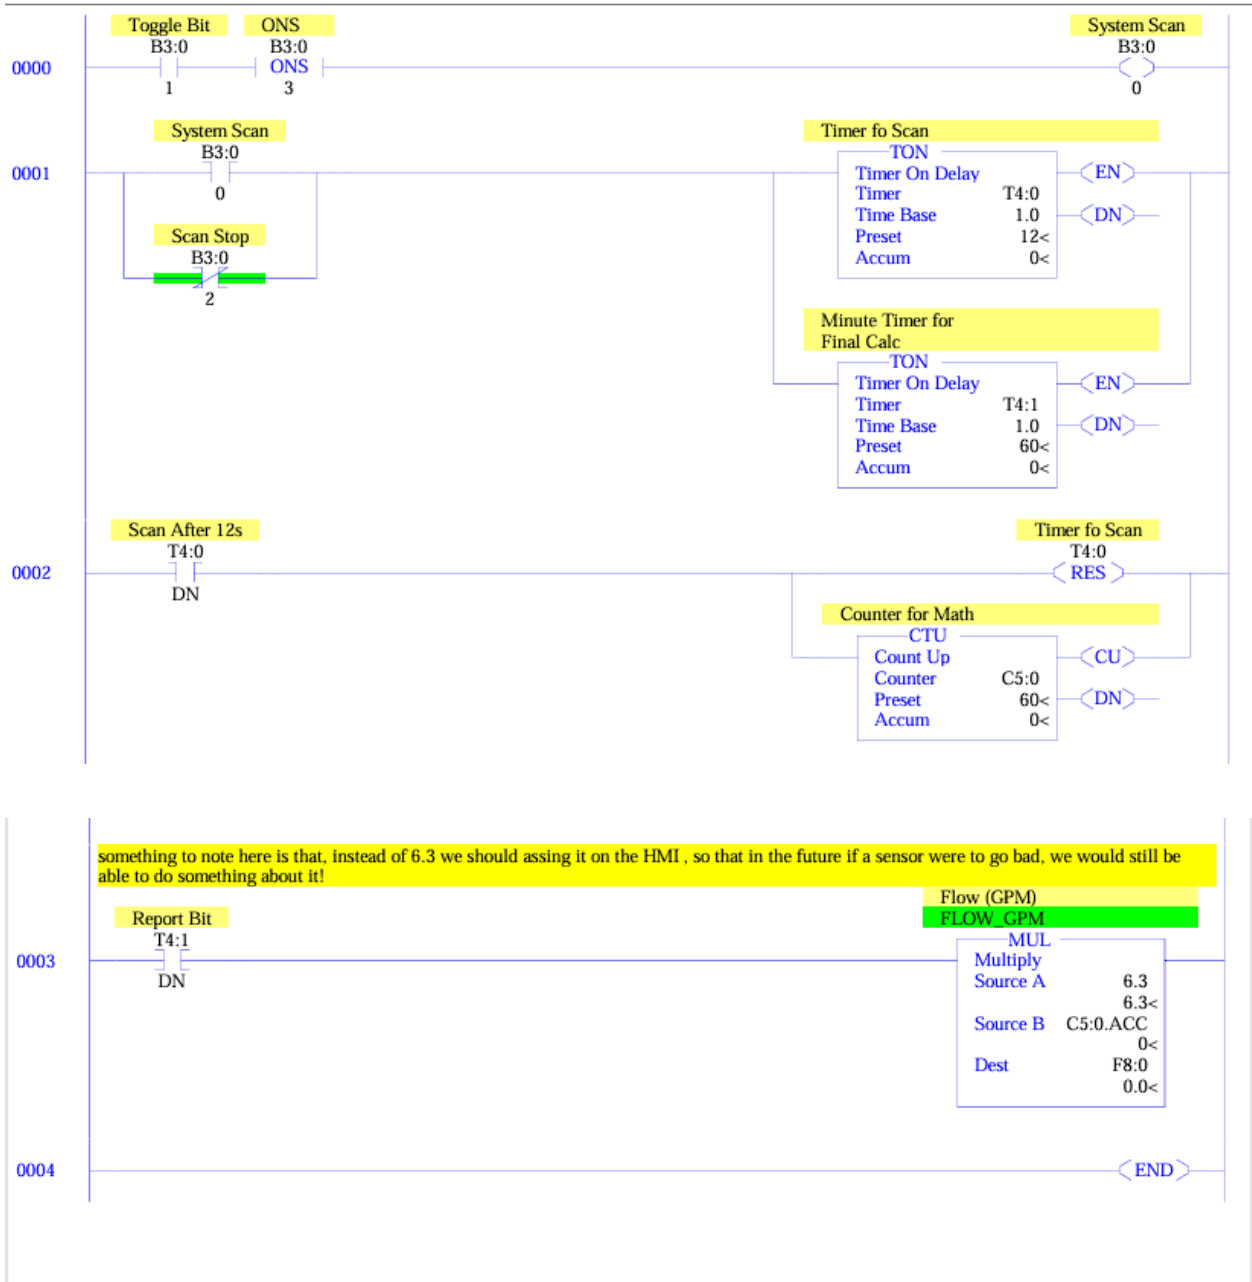 Toggle Bit ONS System Scan
B3:0 B3:0 B3:0
0000 ONS
1 3 0
System Scan Timer fo Scan
B3:0 TON
0001 Timer On Delay EN
0 Timer T4:0
Time Base 1.0 DN
Scan Stop Preset 12<
B3:0 Accum 0<
2
Minute Timer for
Final Calc
TON
Timer On Delay EN
Timer T4:1
Time Base 1.0 DN
Preset 60<
Accum 0<
Scan After 12s Timer fo Scan
T4:0 T4:0
0002 RES
DN
Counter for Math
CTU
Count Up CU
Counter C5:0
Preset 60< DN
Accum 0<
something to note here is that, instead of 6.3 we should assing it on the HMI , so that in the future if a sensor were to go bad, we would still be
able to do something about it!
Flow (GPM)
Report Bit FLOW_GPM
T4:1 MUL
0003 Multiply
DN Source A 6.3
6.3<
Source B C5:0.ACC
0<
Dest F8:0
0.0<
0004 END